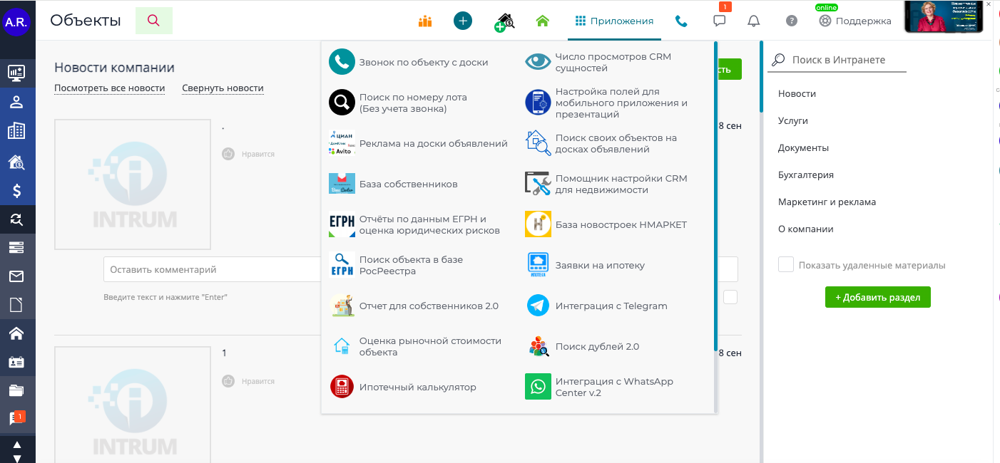 A.R.
Объекты
Приложения
1
?
online
Поддержка
Новости компании
Посмотреть все новости
Свернуть новости
.
Нравится
8 сен
INTRUM
Оставить комментарий
Введите текст и нажмите "Enter"
1
Нравится
8 сен
INTRUM
1
Звонок по объекту с доски
Поиск по номеру лота
(Без учета звонка)
ЦИАН
Avito
Реклама на доски объявлений
База собственников
ЕГРН
Отчёты по данным ЕГРН и
оценка юридических рисков
ЕГРН
Поиск объекта в базе
РосРеестра
Отчет для собственников 2.0
Оценка рыночной стоимости
объекта
Ипотечный калькулятор
Число просмотров CRM
сущностей
Настройка полей для
мобильного приложения и
презентаций
Поиск своих объектов на
досках объявлений
Помощник настройки CRM
для недвижимости
Н
База новостроек НМАРКЕТ
ИПОТЕКА
Заявки на ипотеку
Интеграция с Telegram
Поиск дублей 2.0
Интеграция с WhatsApp
Center v.2
сть
Поиск в Интранете
Новости
Услуги
Документы
Бухгалтерия
Маркетинг и реклама
О компании
Показать удаленные материалы
+ Добавить раздел